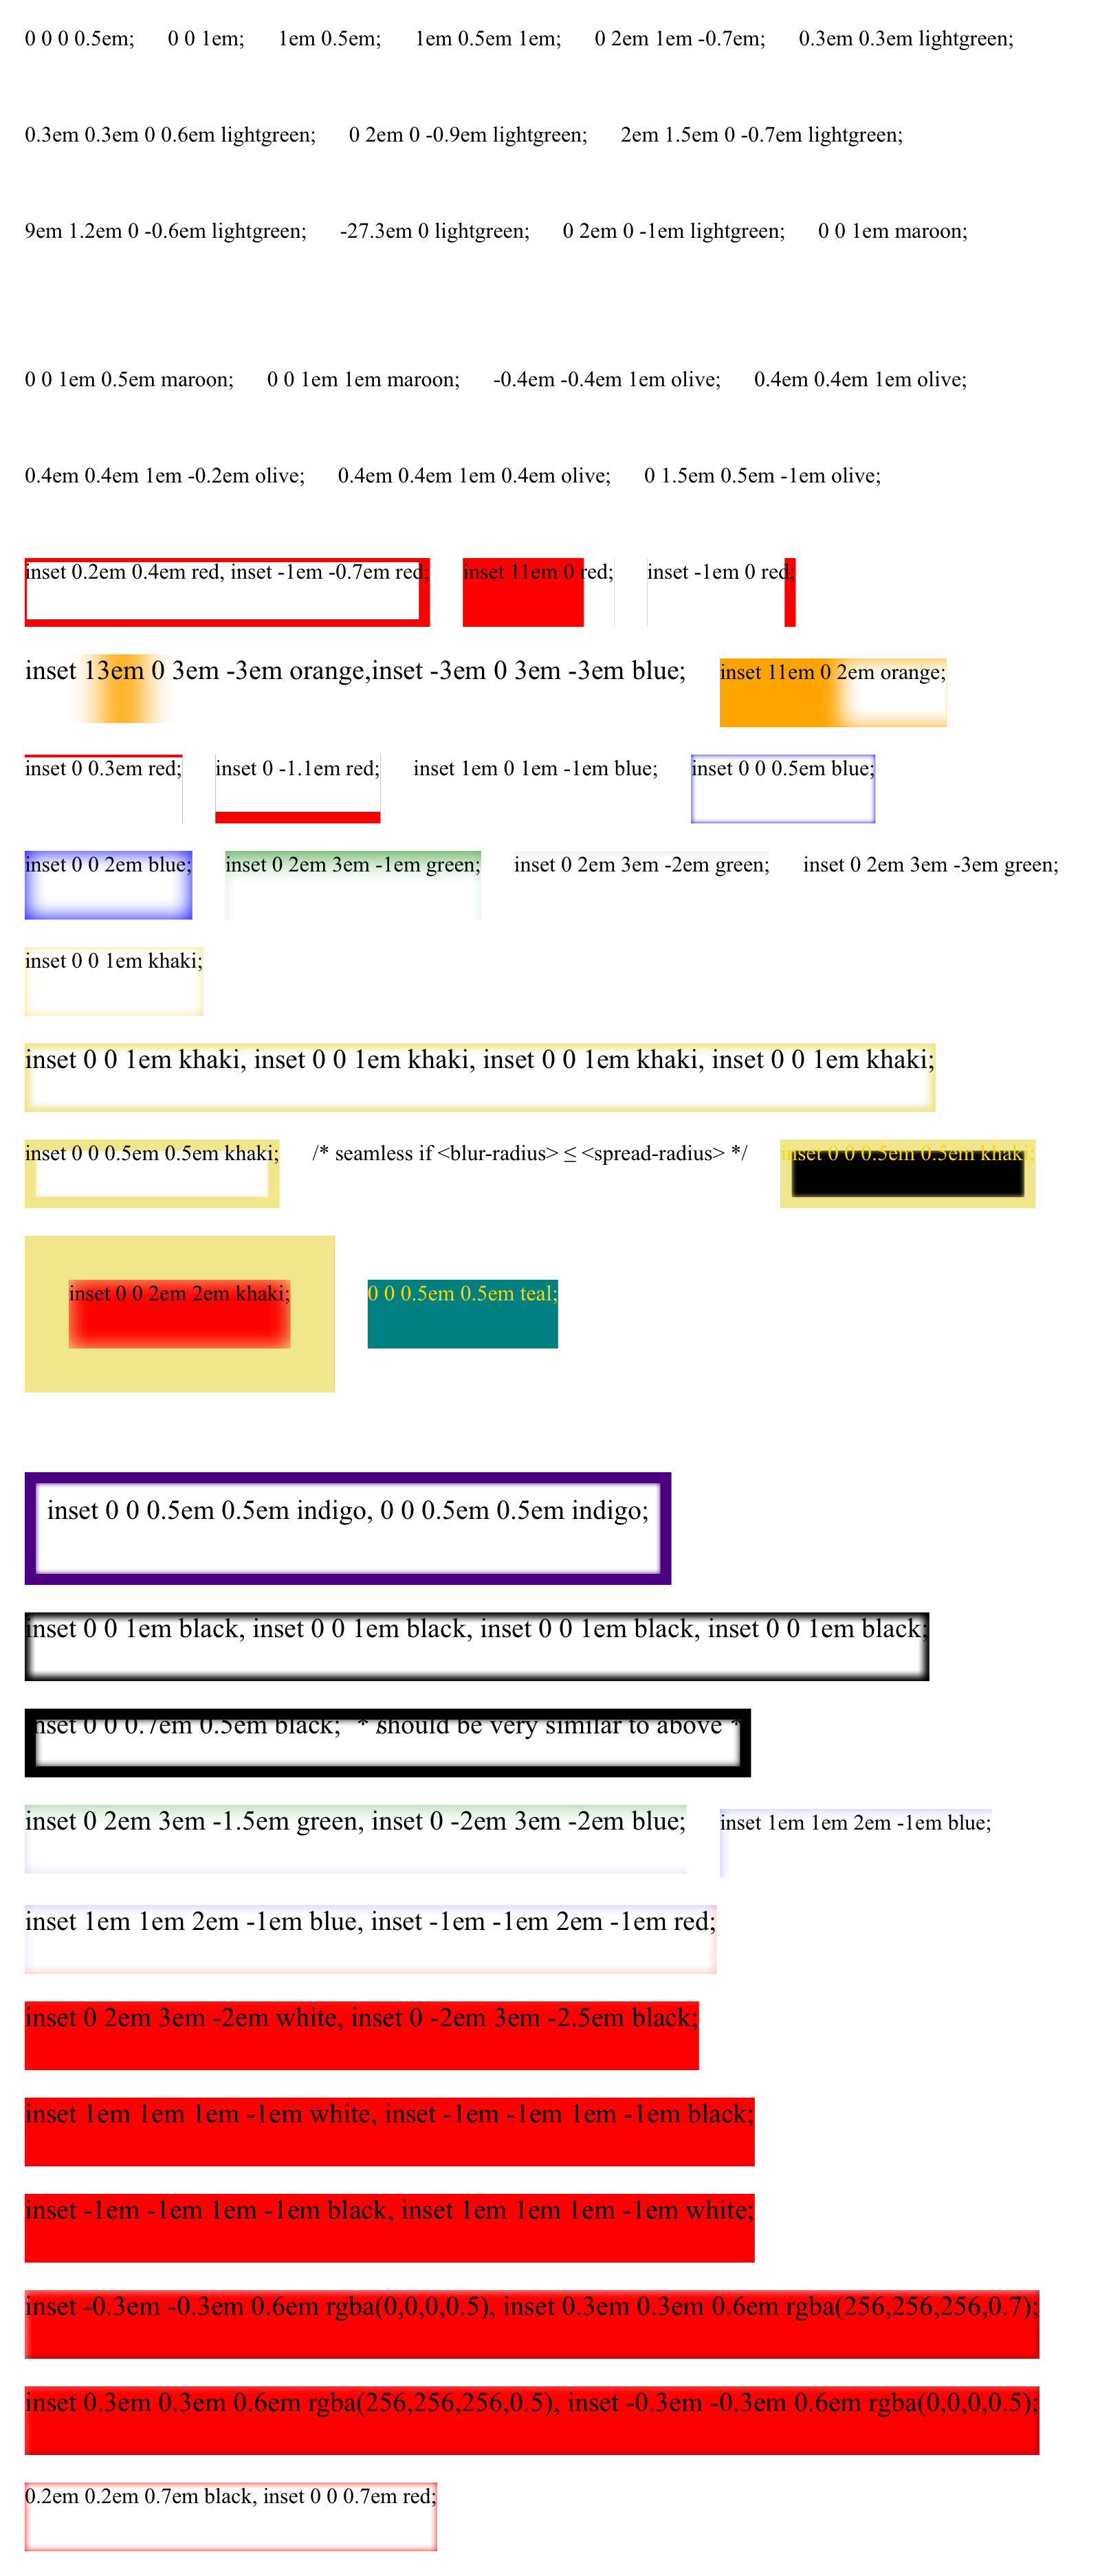 0 0 0 0.5em; 0 0 1em; 1em 0.5em; 1em 0.5em 1em; 0 2em 1em -0.7em; 0.3em 0.3em lightgreen;
0.3em 0.3em 0 0.6em lightgreen; 0 2em 0 -0.9em lightgreen; 2em 1.5em 0 -0.7em lightgreen;
9em 1.2em 0 -0.6em lightgreen; -27.3em 0 lightgreen; 0 2em 0 -1em lightgreen; 0 0 1em maroon;
0 0 1em 0.5em maroon; 0 0 1em 1em maroon; -0.4em -0.4em 1em olive; 0.4em 0.4em 1em olive;
0.4em 0.4em 1em -0.2em olive; 0.4em 0.4em 1em 0.4em olive; 0 1.5em 0.5em -1em olive;
inset 0.2em 0.4em red, inset -1em -0.7em red; inset 11em 0 red; inset -1em 0 red;
inset 13em 0 3em -3em orange,inset -3em 0 3em -3em blue; inset 11em 0 2em orange;
inset 0 0.3em red; inset 0 -1.1em red; inset 1em 0 1em -1em blue; inset 0 0 0.5em blue;
inset 0 0 2em blue; inset 0 2em 3em -1em green; inset 0 2em 3em -2em green; inset 0 2em 3em -3em green;
inset 0 0 1em khaki;
inset 0 0 1em khaki, inset 0 0 1em khaki, inset 0 0 1em khaki, inset 0 0 1em khaki;
inset 0 0 0.5em 0.5em khaki; /* seamless if <blur-radius> ≤ <spread-radius> */ inset 0 0 0.5em 0.5em khaki;
inset 0 0 2em 2em khaki; 0 0 0.5em 0.5em teal;
inset 0 0 0.5em 0.5em indigo, 0 0 0.5em 0.5em indigo;
inset 0 0 1em black, inset 0 0 1em black, inset 0 0 1em black, inset 0 0 1em black;
inset 0 0 0.7em 0.5em black; * should be very similar to above *
inset 0 2em 3em -1.5em green, inset 0 -2em 3em -2em blue; inset 1em 1em 2em -1em blue;
inset 1em 1em 2em -1em blue, inset -1em -1em 2em -1em red;
inset 0 2em 3em -2em white, inset 0 -2em 3em -2.5em black;
inset 1em 1em 1em -1em white, inset -1em -1em 1em -1em black;
inset -1em -1em 1em -1em black, inset 1em 1em 1em -1em white;
inset -0.3em -0.3em 0.6em rgba(0,0,0,0.5), inset 0.3em 0.3em 0.6em rgba(256,256,256,0.7);
inset 0.3em 0.3em 0.6em rgba(256,256,256,0.5), inset -0.3em -0.3em 0.6em rgba(0,0,0,0.5);
0.2em 0.2em 0.7em black, inset 0 0 0.7em red;